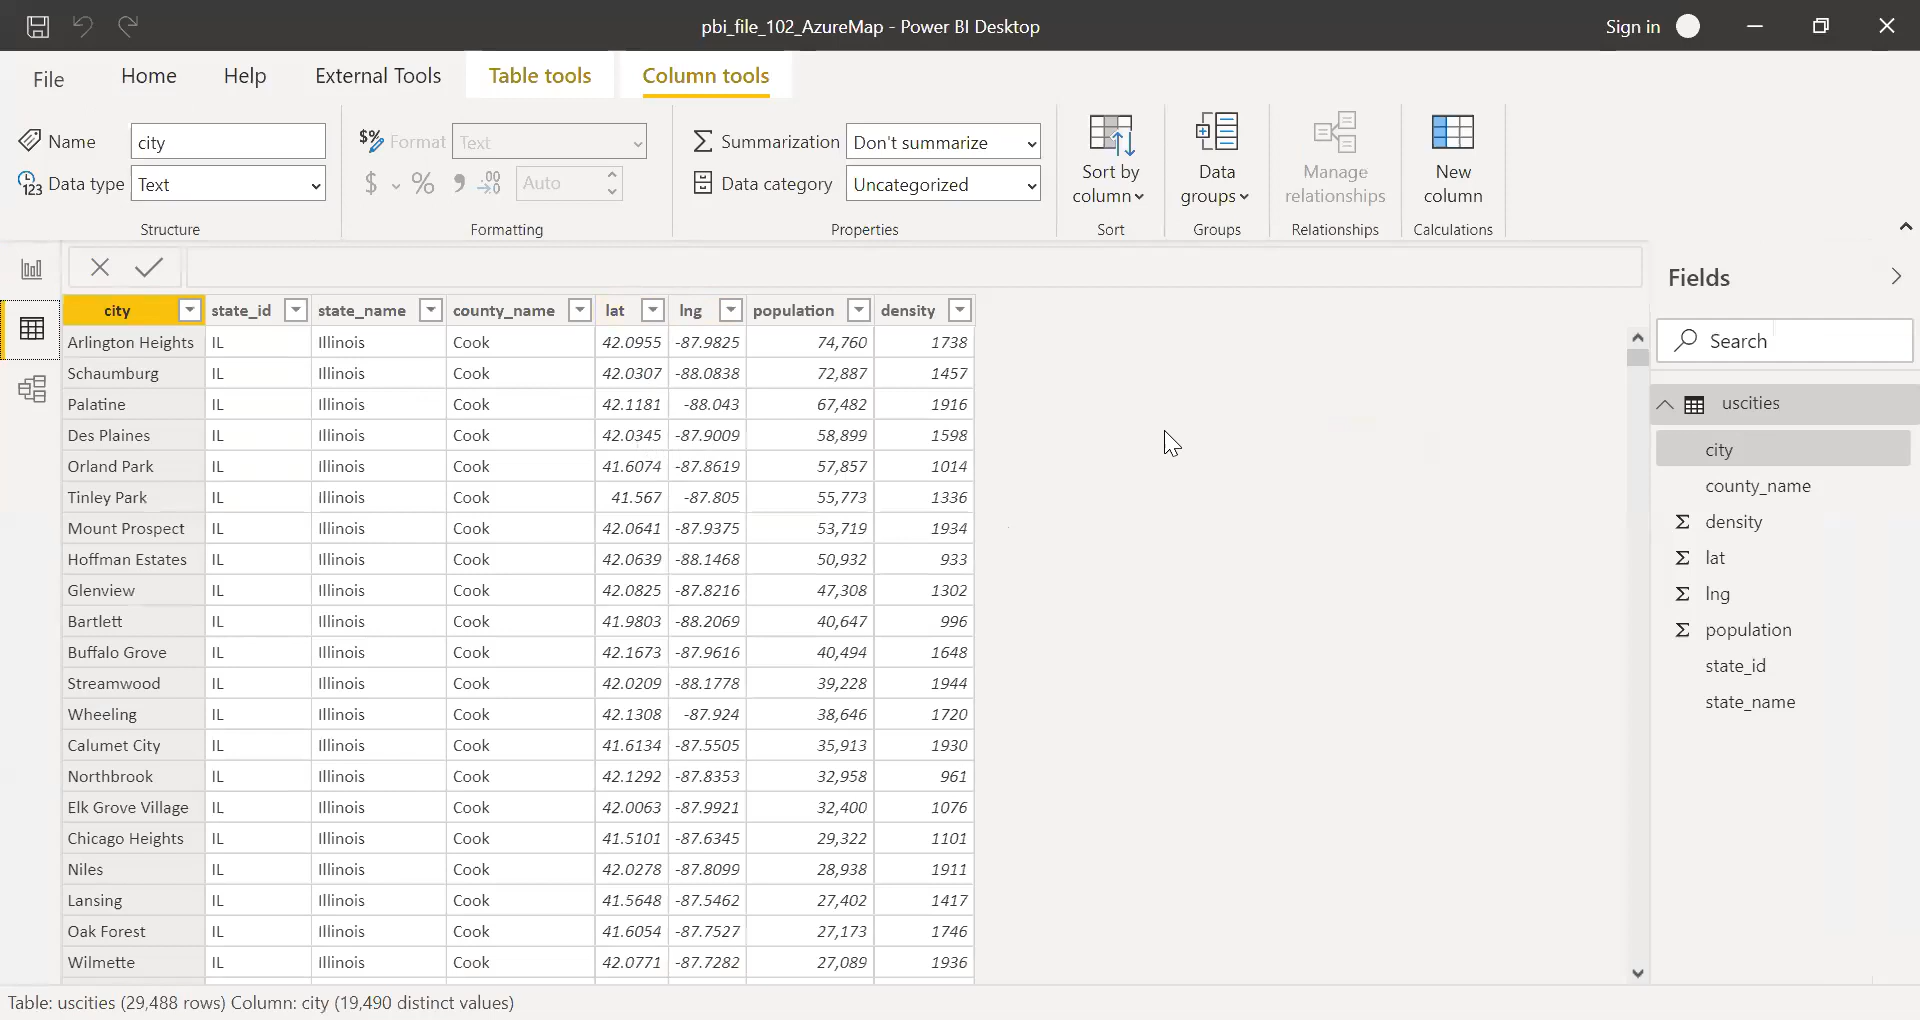 pbi_file_102_AzureMap - Power BI Desktop
Sign in
File
Home
Help
External Tools
Table tools
Column tools
Name
city
$% Format
Text
Summarization
Don't summarize
Data type
Text
$ % 9 .00
Auto
Data category
Uncategorized
Sort by
column
Data
groups
Manage
relationships
New
column
Structure
Formatting
Properties
Sort
Groups
Relationships
Calculations
city state_id state_name county_name lat lng population density
Arlington Heights IL Illinois Cook 42.0955 -87.9825 74,760 1738
Schaumburg IL Illinois Cook 42.0307 -88.0838 72,887 1457
Palatine IL Illinois Cook 42.1181 -88.043 67,482 1916
Des Plaines IL Illinois Cook 42.0345 -87.9009 58,899 1598
Orland Park IL Illinois Cook 41.6074 -87.8619 57,857 1014
Tinley Park IL Illinois Cook 41.567 -87.805 55,773 1336
Mount Prospect IL Illinois Cook 42.0641 -87.9375 53,719 1934
Hoffman Estates IL Illinois Cook 42.0639 -88.1468 50,932 933
Glenview IL Illinois Cook 42.0825 -87.8216 47,308 1302
Bartlett IL Illinois Cook 41.9803 -88.2069 40,647 996
Buffalo Grove IL Illinois Cook 42.1673 -87.9616 40,494 1648
Streamwood IL Illinois Cook 42.0209 -88.1778 39,228 1944
Wheeling IL Illinois Cook 42.1308 -87.924 38,646 1720
Calumet City IL Illinois Cook 41.6134 -87.5505 35,913 1930
Northbrook IL Illinois Cook 42.1292 -87.8353 32,958 961
Elk Grove Village IL Illinois Cook 42.0063 -87.9921 32,400 1076
Chicago Heights IL Illinois Cook 41.5101 -87.6345 29,322 1101
Niles IL Illinois Cook 42.0278 -87.8099 28,938 1911
Lansing IL Illinois Cook 41.5648 -87.5462 27,402 1417
Oak Forest IL Illinois Cook 41.6054 -87.7527 27,173 1746
Wilmette IL Illinois Cook 42.0771 -87.7282 27,089 1936
Fields
Search
uscities
city
county_name
Σ density
Σ lat
Σ lng
Σ population
state_id
state_name
Table: uscities (29,488 rows) Column: city (19,490 distinct values)